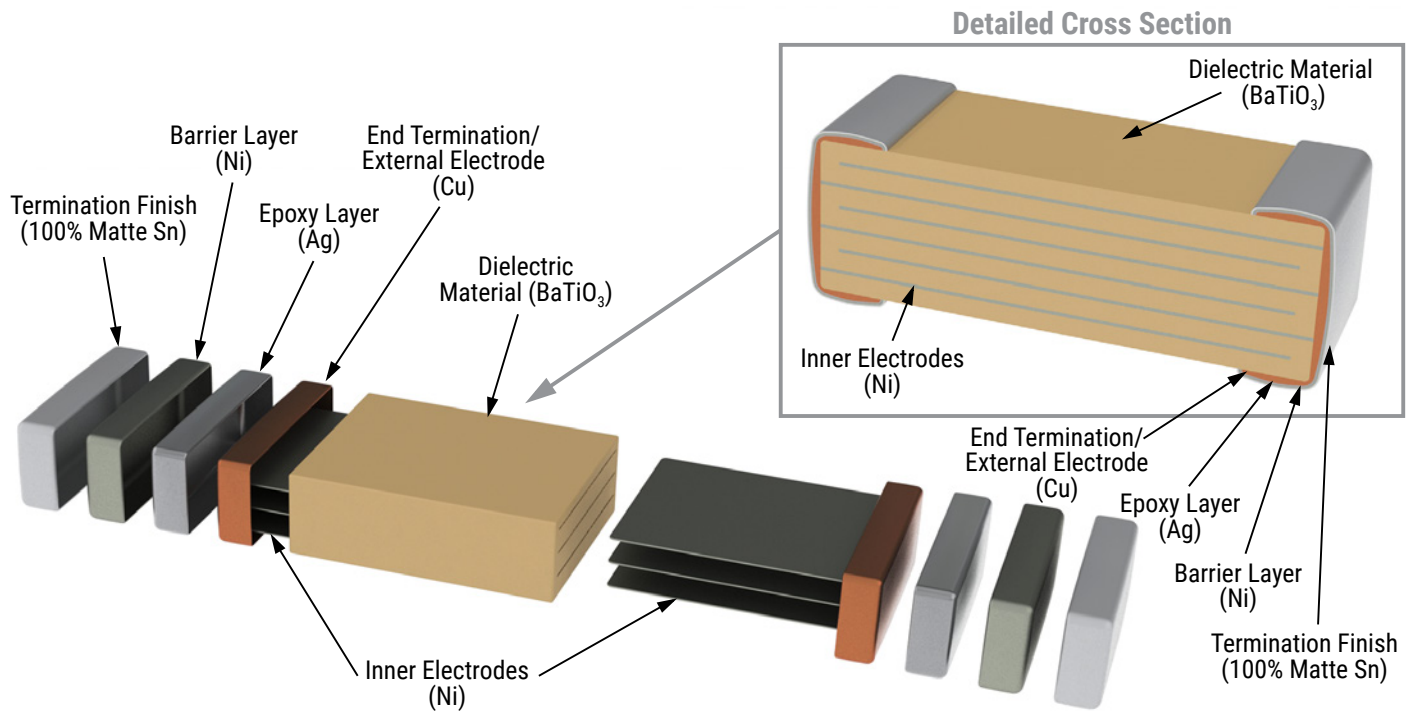 Detailed Cross Section
Dielectric Material
(BaTiO₃)
Inner Electrodes
(Ni)
Barrier Layer
(Ni)
End Termination/
External Electrode
(Cu)
Termination Finish
(100% Matte Sn)
Epoxy Layer
(Ag)
Dielectric
Material (BaTiO₃)
End Termination/
External Electrode
(Cu)
Epoxy Layer
(Ag)
Barrier Layer
(Ni)
Termination Finish
(100% Matte Sn)
Inner Electrodes
(Ni)